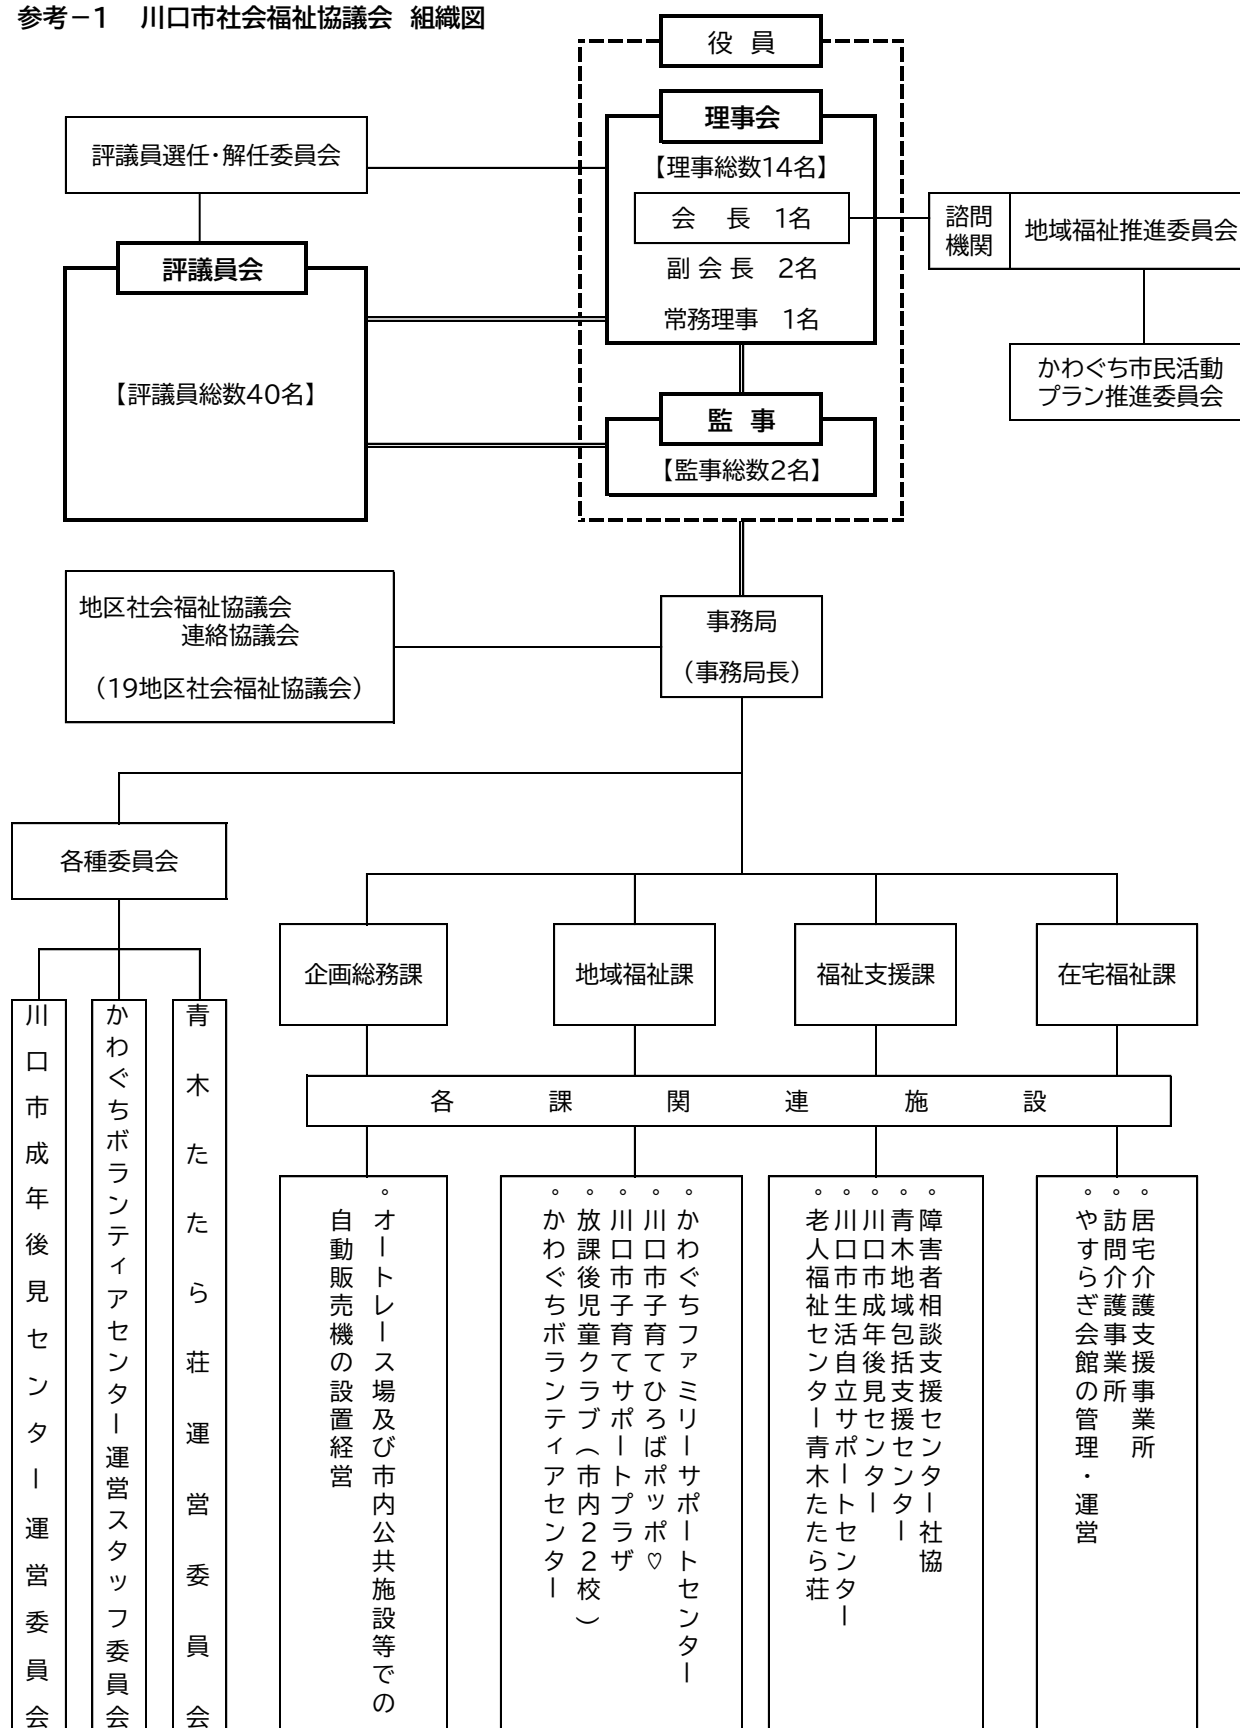 参考－1　川口市社会福祉協議会 組織図
役 員
理事会
【理事総数14名】
会　長　1名
副 会 長　2名
常務理事　1名
監 事
【監事総数2名】
評議員選任・解任委員会
評議員会
【評議員総数40名】
諮問
機関
地域福祉推進委員会
かわぐち市民活動
プラン推進委員会
地区社会福祉協議会
連絡協議会
（19地区社会福祉協議会）
事務局
（事務局長）
各種委員会
川口市成年後見センター運営委員会
かわぐちボランティアセンター運営スタッフ委員会
青木たたら荘運営委員会
企画総務課
地域福祉課
福祉支援課
在宅福祉課
各　課　関　連　施　設
。オートレース場及び市内公共施設等での
自動販売機の設置経営
。かわぐちファミリーサポートセンター
。川口市子育てひろばポッポ♡
。川口市子育てサポートプラザ
。放課後児童クラブ（市内22校）
。かわぐちボランティアセンター
。障害者相談支援センター社協
。青木地域包括支援センター
。川口市成年後見センター
。川口市生活自立サポートセンター
。老人福祉センター青木たたら荘
。居宅介護支援事業所
。訪問介護事業所
。やすらぎ会館の管理・運営